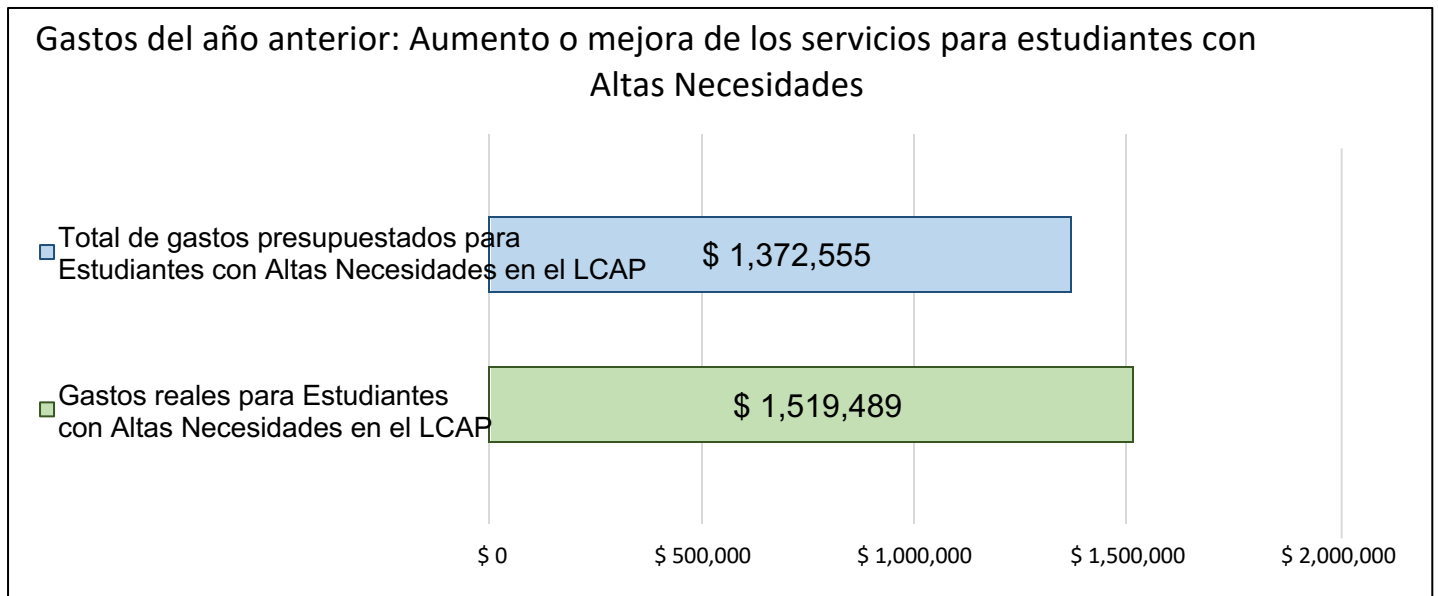 Gastos del año anterior: Aumento o mejora de los servicios para estudiantes con
Altas Necesidades
Total de gastos presupuestados para
Estudiantes con Altas Necesidades en el LCAP
$ 1,372,555
Gastos reales para Estudiantes
con Altas Necesidades en el LCAP
$ 1,519,489
$ 0
$ 500,000
$ 1,000,000
$ 1,500,000
$ 2,000,000